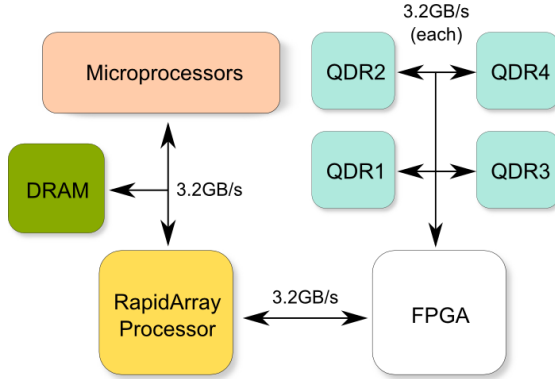 3.2GB/s
(each)
Microprocessors
QDR2
QDR4
DRAM
3.2GB/s
QDR1
QDR3
RapidArray
Processor
3.2GB/s
FPGA